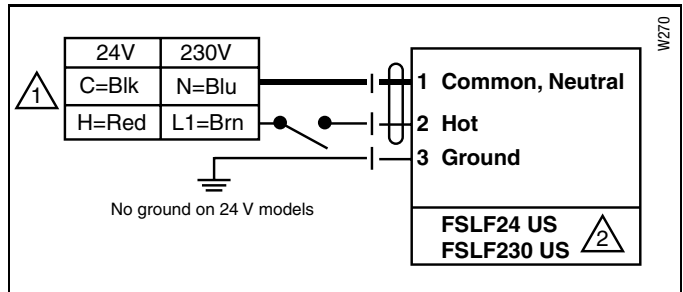 W270
24V 230V
1 C=Blk N=Blu 1 Common, Neutral
H=Red L1=Brn 2 Hot
3 Ground
No ground on 24 V models
FSLF24 US
FSLF230 US 2